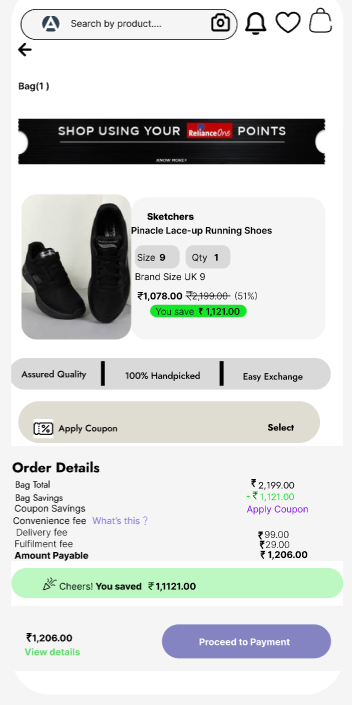 Search by product....
Bag(1 )
SHOP USING YOUR RelianceOne POINTS
KNOW MORE>
Sketchers
Pinacle Lace-up Running Shoes
Size 9 Qty 1
Brand Size UK 9
₹1,078.00 ₹2,199.00- (51%)
You save ₹ 1,121.00
Assured Quality 100% Handpicked Easy Exchange
Apply Coupon Select
Order Details
Bag Total ₹ 2,199.00
Bag Savings - ₹ 1,121.00
Coupon Savings Apply Coupon
Convenience fee What's this ?
Delivery fee ₹99.00
Fulfilment fee ₹29.00
Amount Payable ₹ 1,206.00
Cheers! You saved ₹ 1,1121.00
₹1,206.00
View details
Proceed to Payment